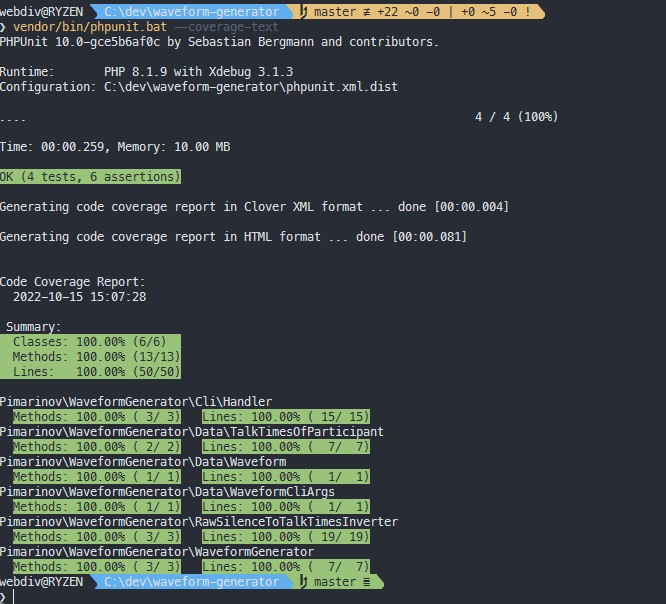 webdiv@RYZEN C:\dev\waveform-generator master ≢ +22 ~0 -0 | +0 ~5 -0 !
❯ vendor/bin/phpunit.bat --coverage-text
PHPUnit 10.0-gce5b6af0c by Sebastian Bergmann and contributors.
Runtime:       PHP 8.1.9 with Xdebug 3.1.3
Configuration: C:\dev\waveform-generator\phpunit.xml.dist
....                                                                4 / 4 (100%)
Time: 00:00.259, Memory: 10.00 MB
OK (4 tests, 6 assertions)
Generating code coverage report in Clover XML format ... done [00:00.004]
Generating code coverage report in HTML format ... done [00:00.081]
Code Coverage Report:
  2022-10-15 15:07:28
 Summary:
  Classes: 100.00% (6/6)
  Methods: 100.00% (13/13)
  Lines:   100.00% (50/50)
Pimarinov\WaveformGenerator\Cli\Handler
  Methods: 100.00% ( 3/ 3)   Lines: 100.00% ( 15/ 15)
Pimarinov\WaveformGenerator\Data\TalkTimesOfParticipant
  Methods: 100.00% ( 2/ 2)   Lines: 100.00% (  7/  7)
Pimarinov\WaveformGenerator\Data\Waveform
  Methods: 100.00% ( 1/ 1)   Lines: 100.00% (  1/  1)
Pimarinov\WaveformGenerator\Data\WaveformCliArgs
  Methods: 100.00% ( 1/ 1)   Lines: 100.00% (  1/  1)
Pimarinov\WaveformGenerator\RawSilenceToTalkTimesInverter
  Methods: 100.00% ( 3/ 3)   Lines: 100.00% ( 19/ 19)
Pimarinov\WaveformGenerator\WaveformGenerator
  Methods: 100.00% ( 3/ 3)   Lines: 100.00% (  7/  7)
webdiv@RYZEN C:\dev\waveform-generator master ≣
❯